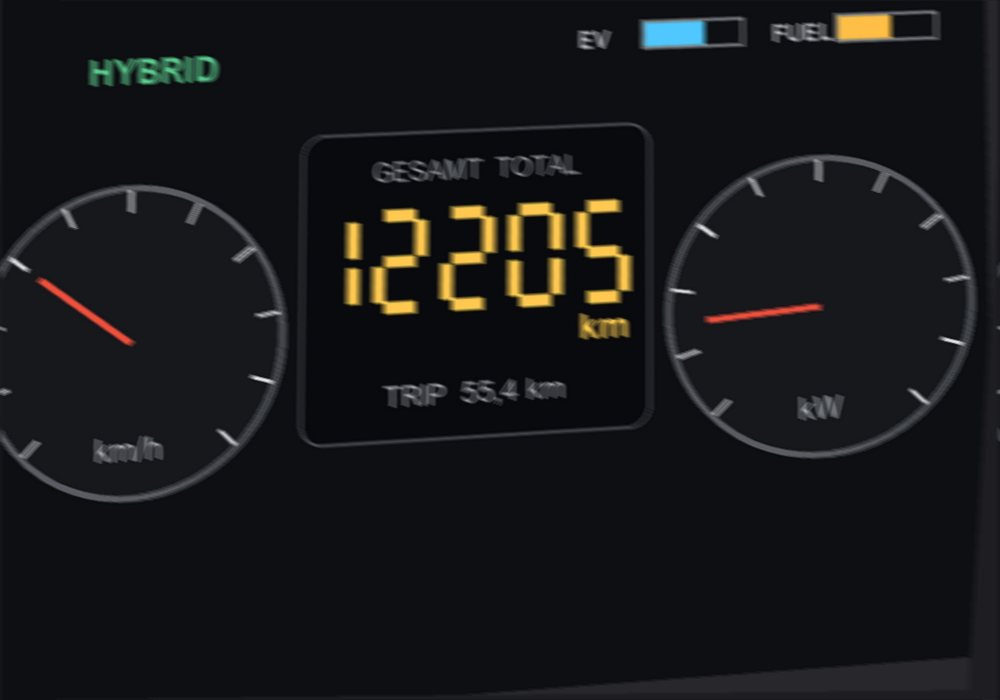 EV FUEL
HYBRID
GESAMT TOTAL
12205
km
TRIP 55,4 km
km/h
kW